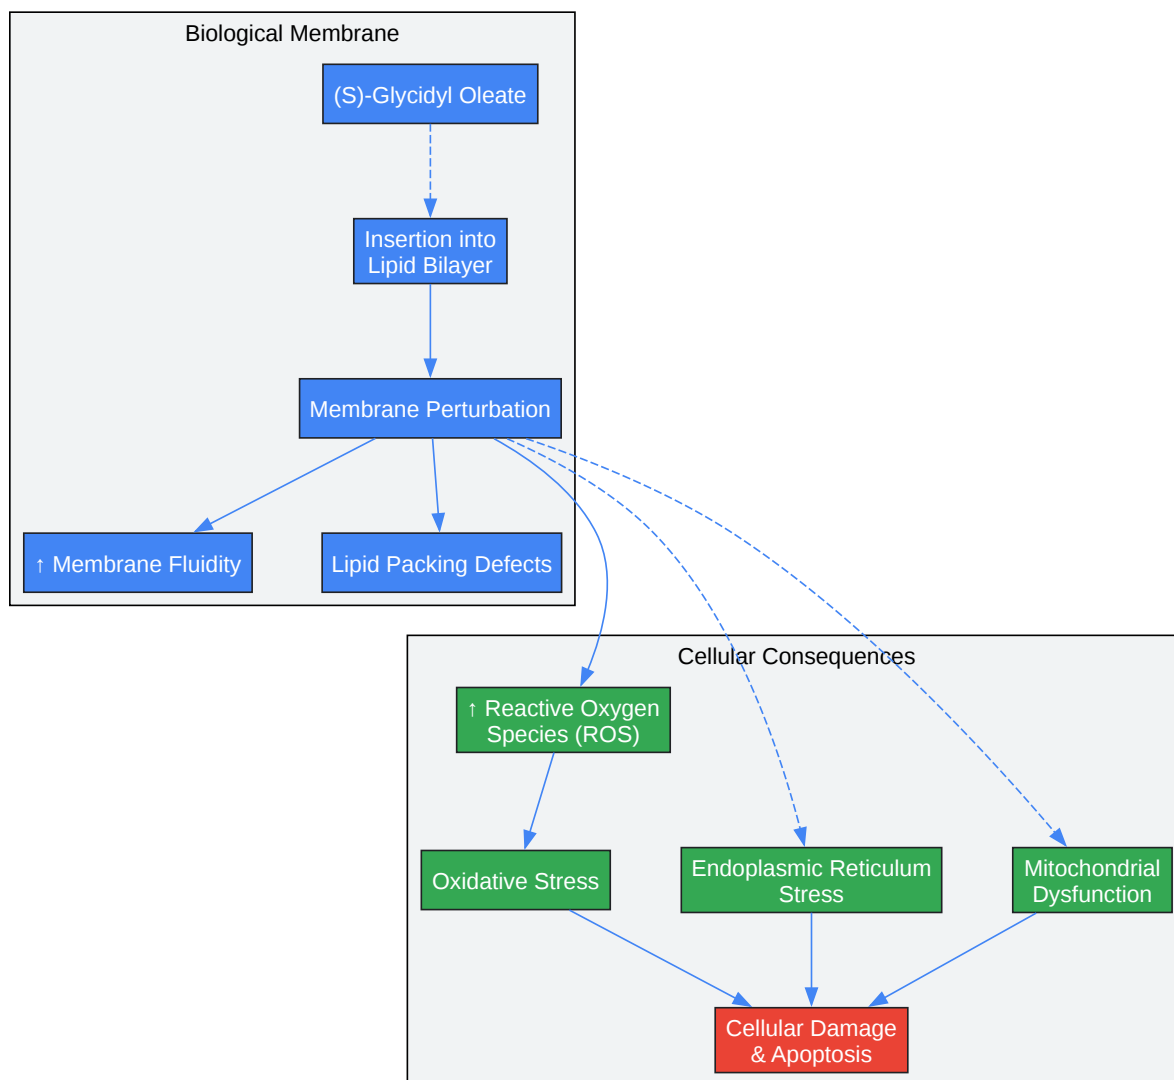 Biological Membrane
(S)-Glycidyl Oleate
Insertion into
Lipid Bilayer
Membrane Perturbation
↑ Membrane Fluidity
Lipid Packing Defects
Cellular Consequences
↑ Reactive Oxygen
Species (ROS)
Oxidative Stress
Endoplasmic Reticulum
Stress
Mitochondrial
Dysfunction
Cellular Damage
& Apoptosis